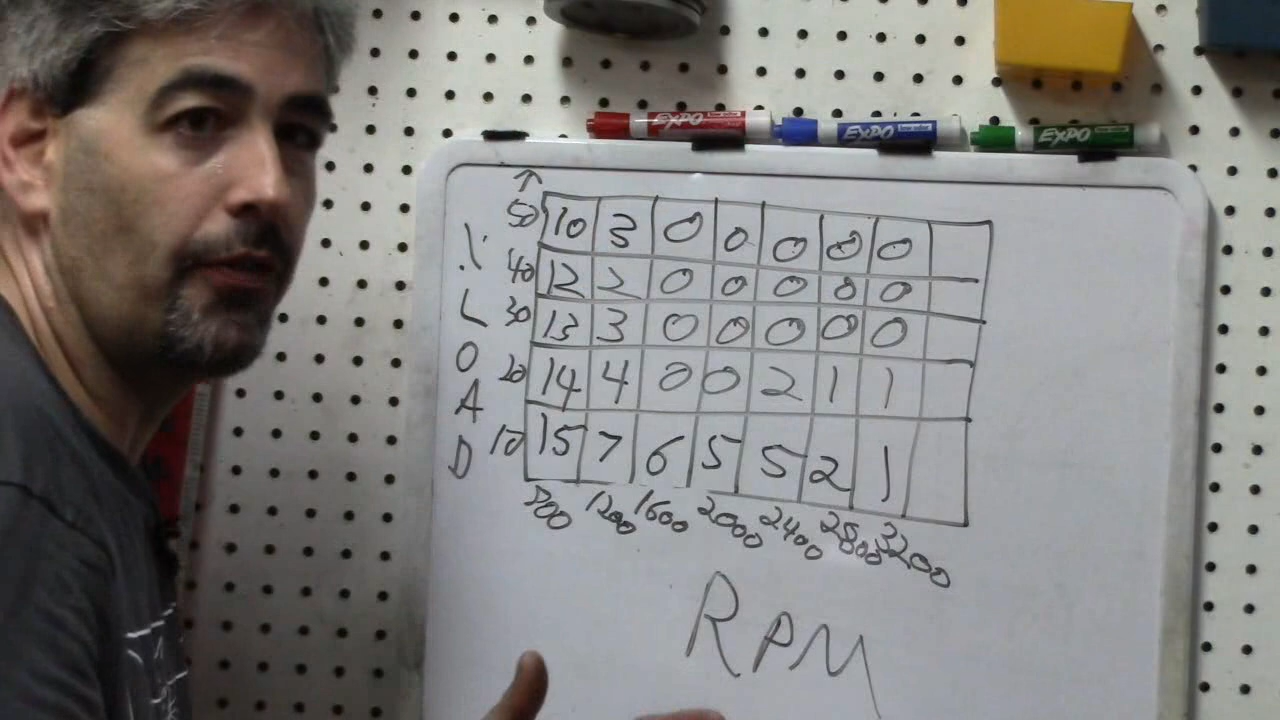 EXPO EXPO EXPO
50 10 3 0 0 0 0 0
40 12 2 0 0 0 0 0
30 13 3 0 0 0 0 0
20 14 4 0 0 2 1 1
10 15 7 6 5 5 2 1
800 1200 1600 2000 2400 2800 3200
% LOAD
RPM